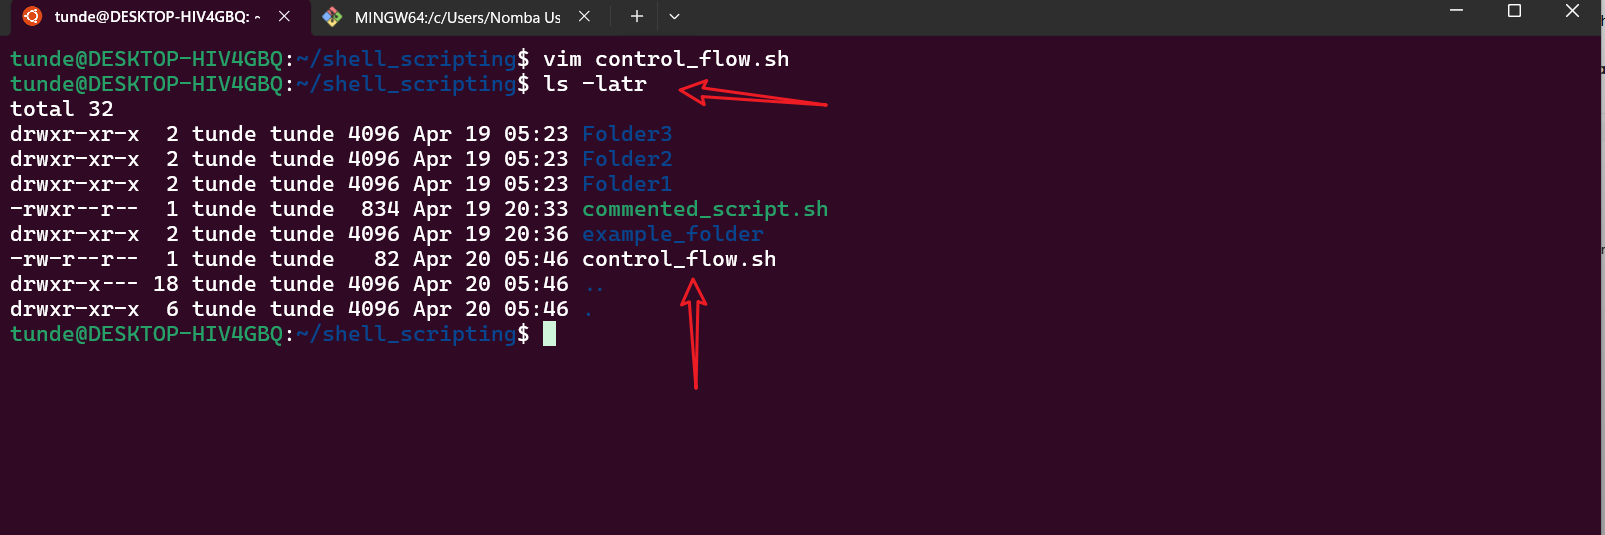 tunde@DESKTOP-HIV4GBQ: ~
MINGW64:/c/Users/Nomba Us
tunde@DESKTOP-HIV4GBQ:~/shell_scripting$ vim control_flow.sh
tunde@DESKTOP-HIV4GBQ:~/shell_scripting$ ls -latr
total 32
drwxr-xr-x  2 tunde tunde 4096 Apr 19 05:23 Folder3
drwxr-xr-x  2 tunde tunde 4096 Apr 19 05:23 Folder2
drwxr-xr-x  2 tunde tunde 4096 Apr 19 05:23 Folder1
-rwxr--r--  1 tunde tunde  834 Apr 19 20:33 commented_script.sh
drwxr-xr-x  2 tunde tunde 4096 Apr 19 20:36 example_folder
-rw-r--r--  1 tunde tunde   82 Apr 20 05:46 control_flow.sh
drwxr-x--- 18 tunde tunde 4096 Apr 20 05:46 ..
drwxr-xr-x  6 tunde tunde 4096 Apr 20 05:46 .
tunde@DESKTOP-HIV4GBQ:~/shell_scripting$